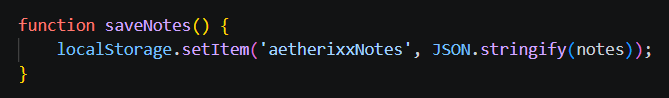 function saveNotes() {
    localStorage.setItem('aetherixxNotes', JSON.stringify(notes));
}